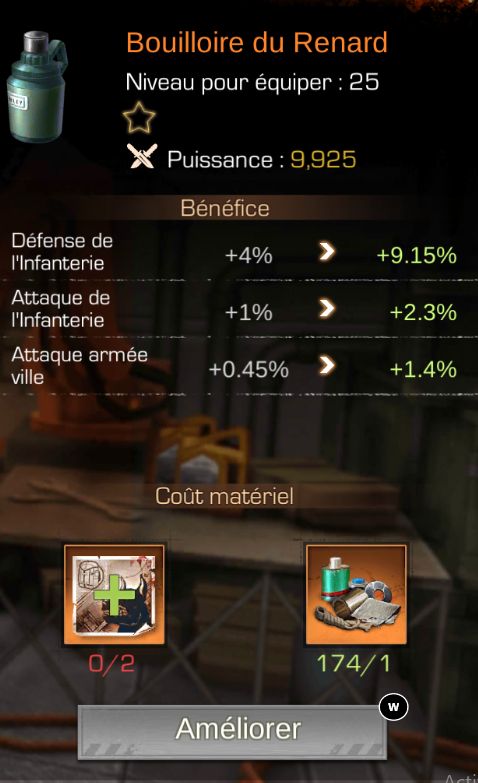 Bouilloire du Renard
Niveau pour équiper : 25
Puissance : 9,925
Bénéfice
Défense de
l'Infanterie
+4%
+9.15%
Attaque de
l'Infanterie
+1%
+2.3%
Attaque armée
ville
+0.45%
+1.4%
Coût matériel
0/2
174/1
W
Améliorer
Acti